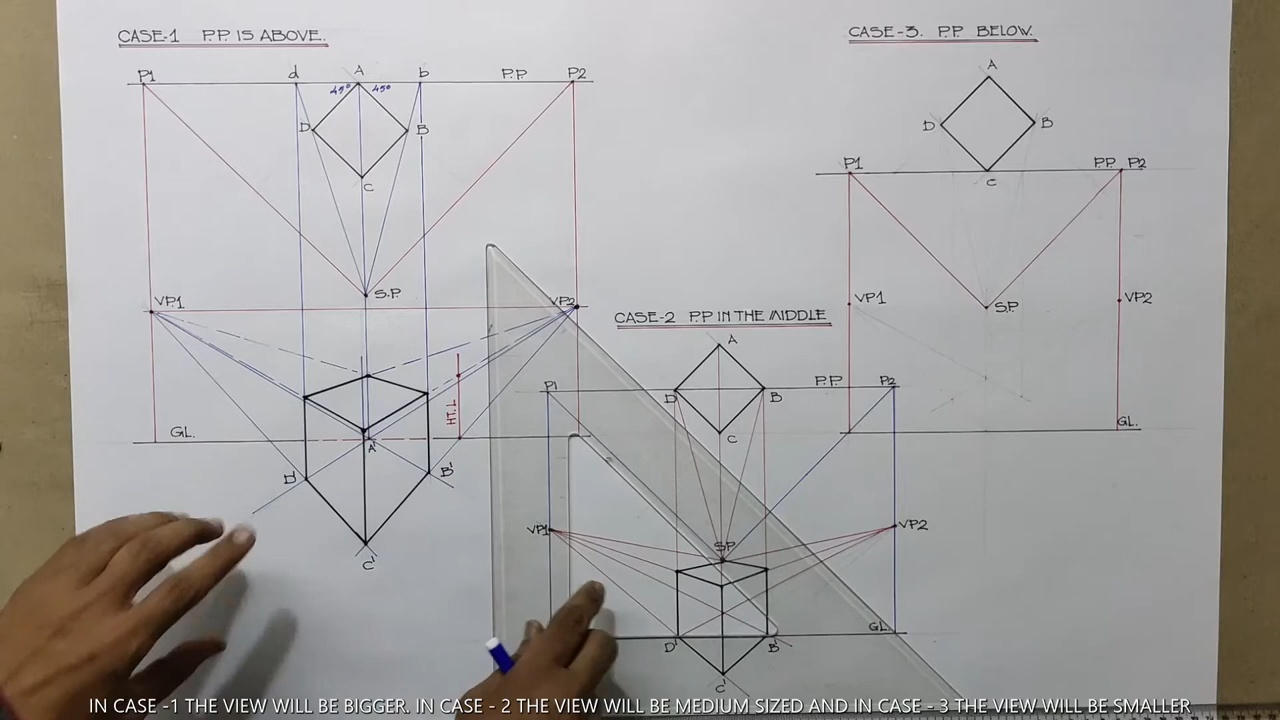 CASE-1 P.P. IS ABOVE.
P1 d A b P.P P2
45° 45°
D B
C
S.P.
VP.1 VP2
HT. L
GL.
A'
D' B'
C'
CASE-2 P.P IN THE MIDDLE
A
P1 P.P. P2
D B
C
VP1 VP2
S.P.
GL.
D' B'
C'
CASE-3. P.P. BELOW.
A
D B
P1 P.P. P2
C
VP1 VP2
S.P.
GL.
IN CASE -1 THE VIEW WILL BE BIGGER. IN CASE - 2 THE VIEW WILL BE MEDIUM SIZED AND IN CASE - 3 THE VIEW WILL BE SMALLER.